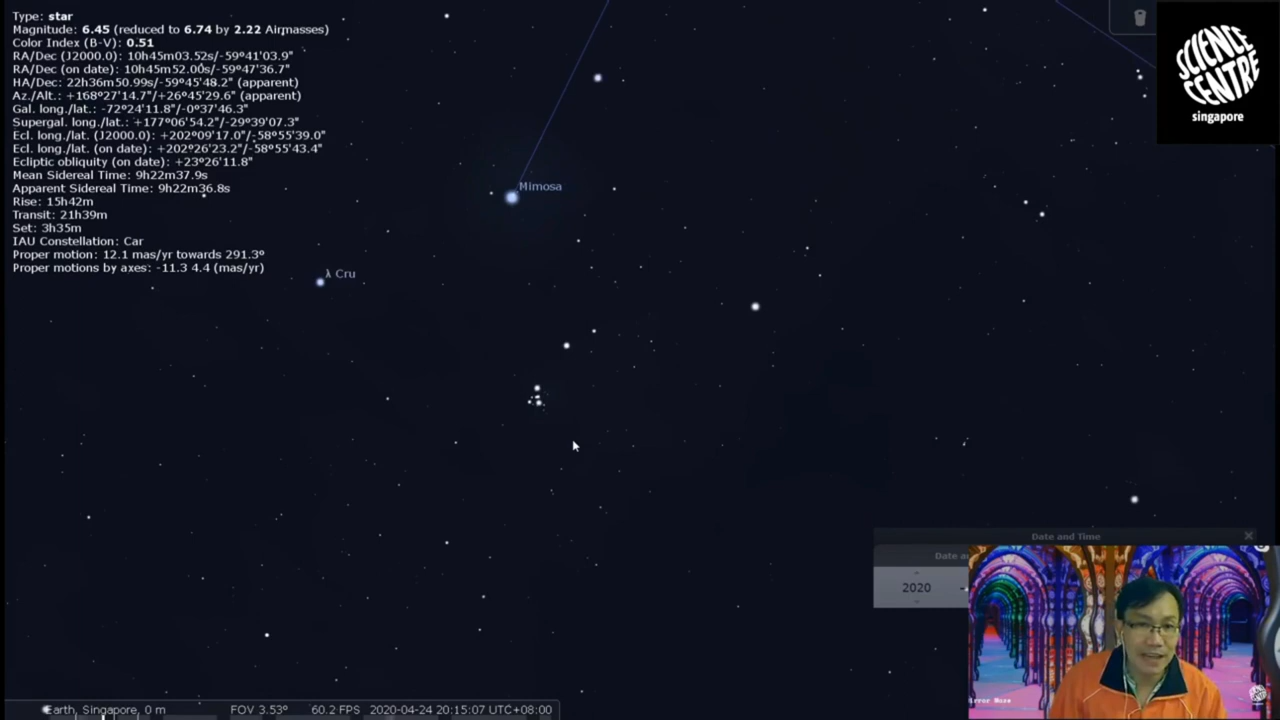 Type: star
Magnitude: 6.45 (reduced to 6.74 by 2.22 Airmasses)
Color Index (B-V): 0.51
RA/Dec (J2000.0): 10h45m03.52s/-59°41'03.9"
RA/Dec (on date): 10h45m52.00s/-59°47'36.7"
HA/Dec: 22h36m50.99s/-59°45'48.2" (apparent)
Az./Alt.: +168°27'14.7"/+26°45'29.6" (apparent)
Gal. long./lat.: -72°24'11.8"/-0°37'46.3"
Supergal. long./lat.: +177°06'54.2"/-29°39'07.3"
Ecl. long./lat. (J2000.0): +202°09'17.0"/-58°55'39.0"
Ecl. long./lat. (on date): +202°26'23.2"/-58°55'43.4"
Ecliptic obliquity (on date): +23°26'11.8"
Mean Sidereal Time: 9h22m37.9s
Apparent Sidereal Time: 9h22m36.8s
Rise: 15h42m
Transit: 21h39m
Set: 3h35m
IAU Constellation: Car
Proper motion: 12.1 mas/yr towards 291.3°
Proper motions by axes: -11.3 4.4 (mas/yr)
SCIENCE
CENTRE
singapore
Mimosa
λ Cru
Date and Time
Date a
2020 -
Earth, Singapore, 0 m FOV 3.53° 60.2 FPS 2020-04-24 20:15:07 UTC+08:00